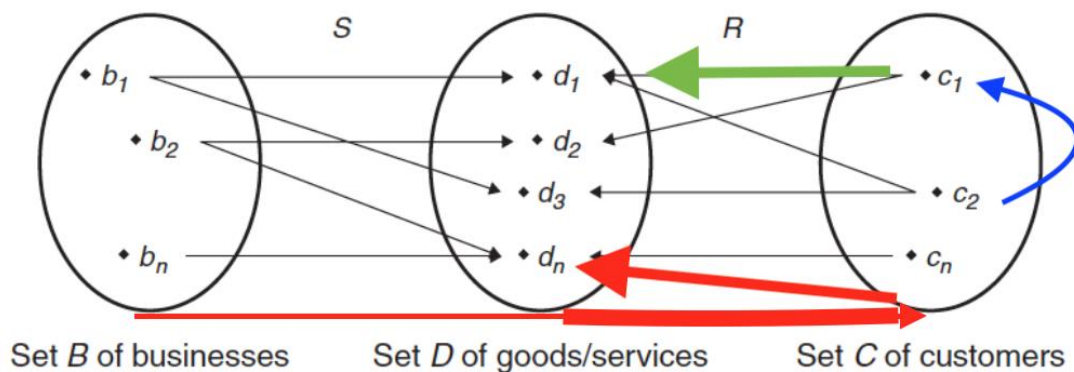 S R
b1 d1 c1
b2 d2
d3 c2
bn dn cn
Set B of businesses Set D of goods/services Set C of customers